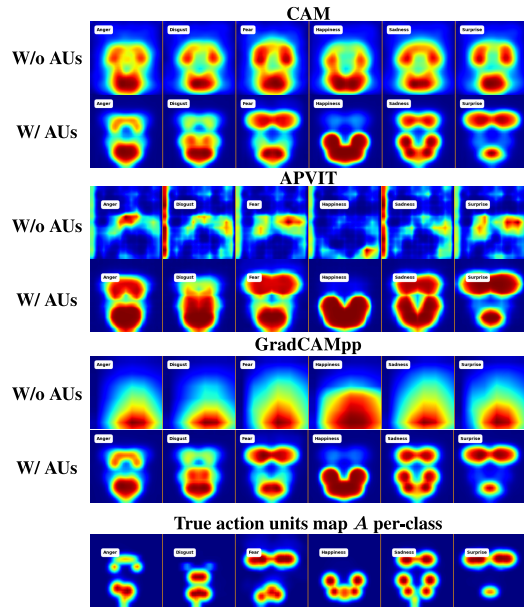 CAM
W/o AUs
Anger Disgust Fear Happiness Sadness Surprise
W/ AUs
Anger Disgust Fear Happiness Sadness Surprise
APVIT
W/o AUs
Anger Disgust Fear Happiness Sadness Surprise
W/ AUs
Anger Disgust Fear Happiness Sadness Surprise
GradCAMpp
W/o AUs
Anger Disgust Fear Happiness Sadness Surprise
W/ AUs
Anger Disgust Fear Happiness Sadness Surprise
True action units map A per-class
Anger Disgust Fear Happiness Sadness Surprise